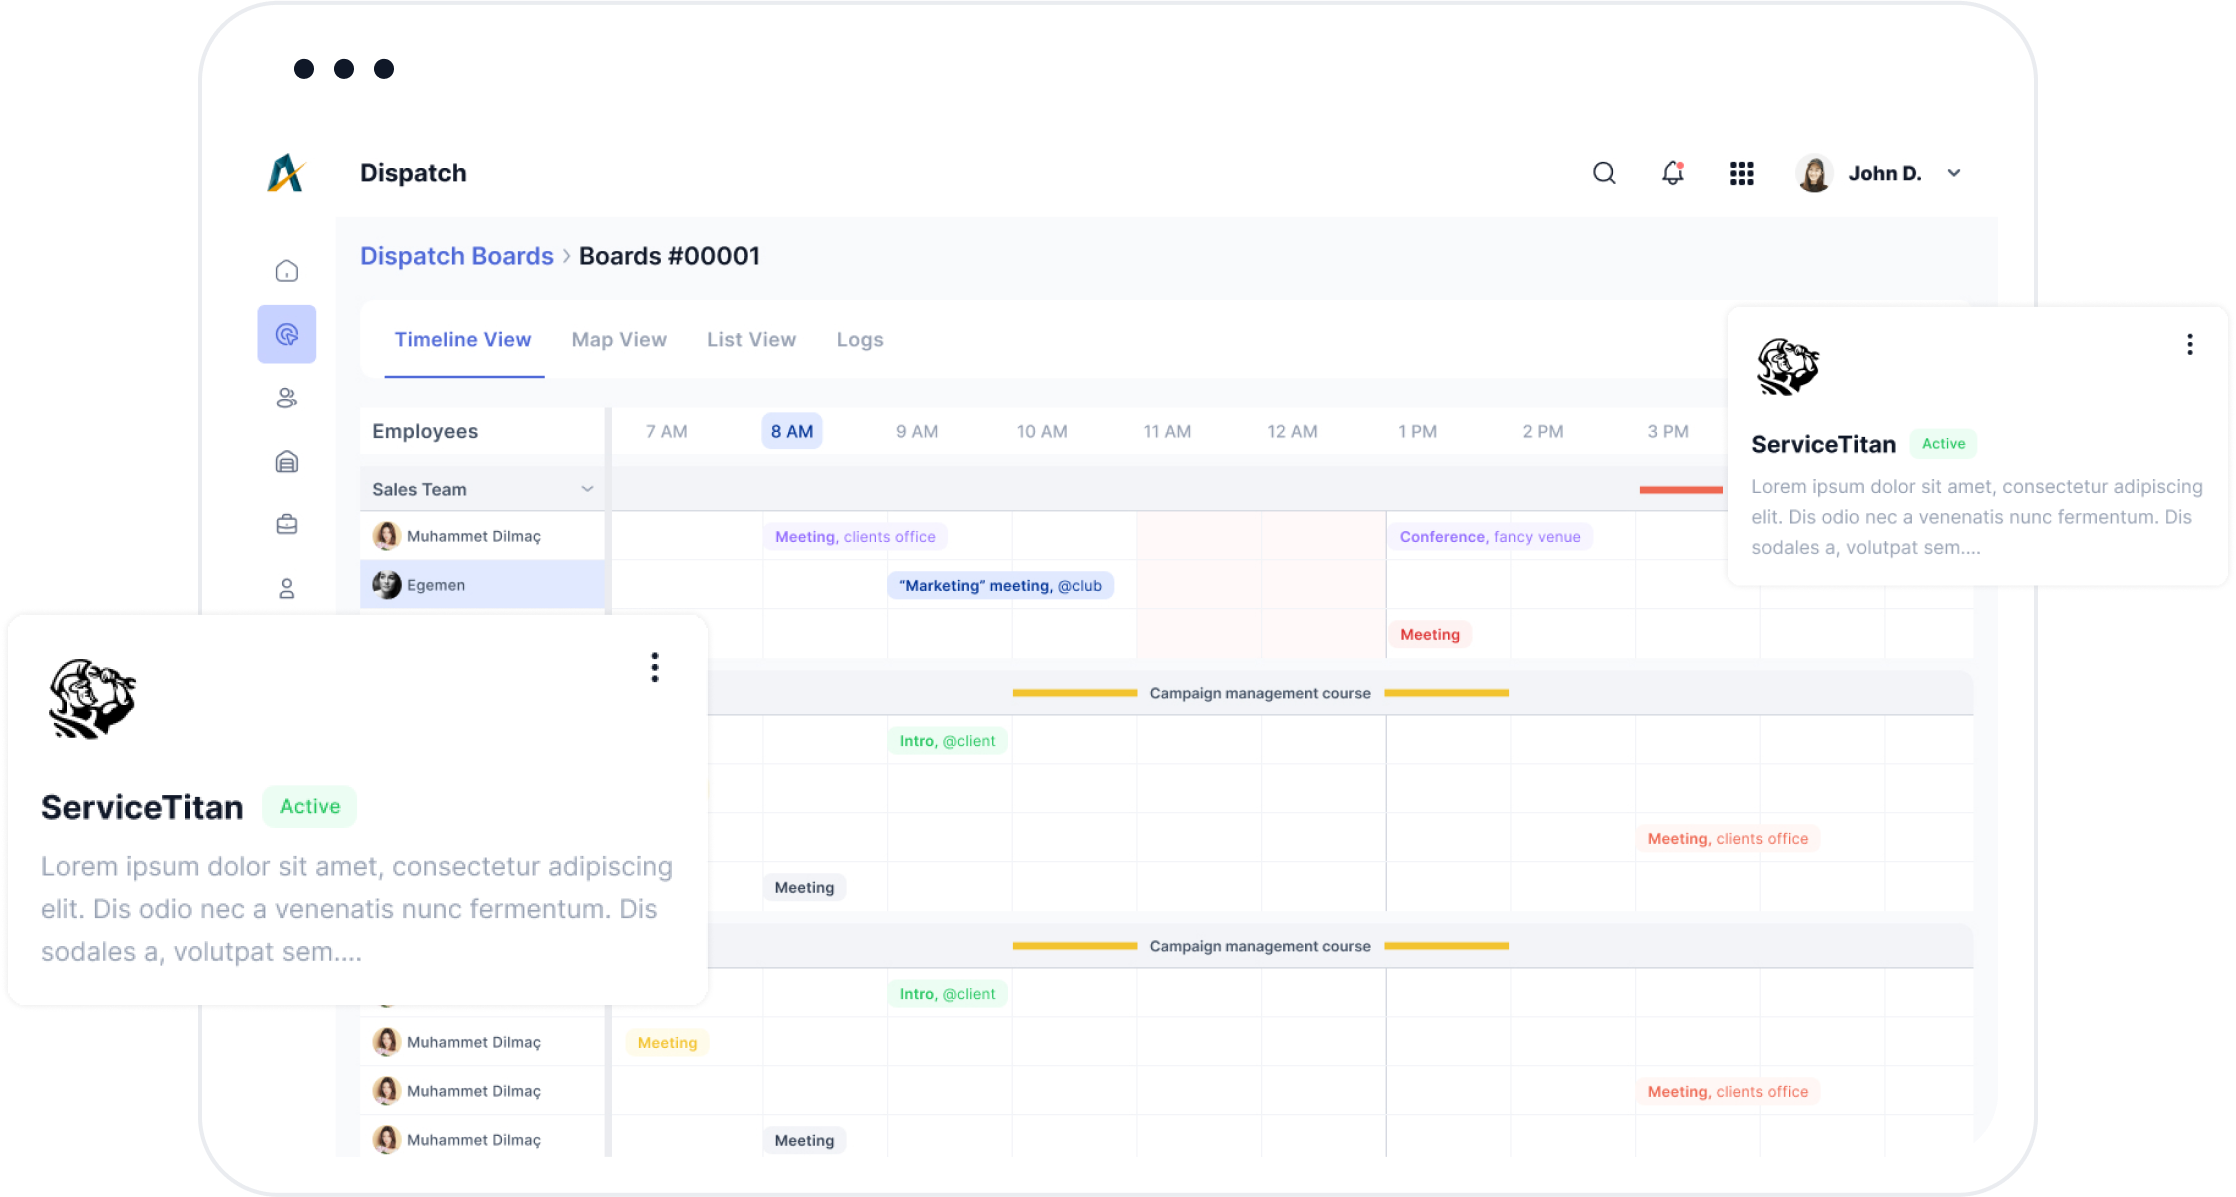 Dispatch
John D.
Dispatch Boards › Boards #00001
Timeline View Map View List View Logs
Employees 7 AM 8 AM 9 AM 10 AM 11 AM 12 AM 1 PM 2 PM 3 PM
Sales Team
Muhammet Dilmaç Meeting, clients office Conference, fancy venue
Egemen “Marketing” meeting, @club
Meeting
ServiceTitan Active
Lorem ipsum dolor sit amet, consectetur adipiscing
elit. Dis odio nec a venenatis nunc fermentum. Dis
sodales a, volutpat sem....
Campaign management course
Intro, @client
Meeting, clients office
Meeting
ServiceTitan Active
Lorem ipsum dolor sit amet, consectetur adipiscing
elit. Dis odio nec a venenatis nunc fermentum. Dis
sodales a, volutpat sem....
Campaign management course
Intro, @client
Muhammet Dilmaç Meeting
Muhammet Dilmaç Meeting, clients office
Muhammet Dilmaç Meeting